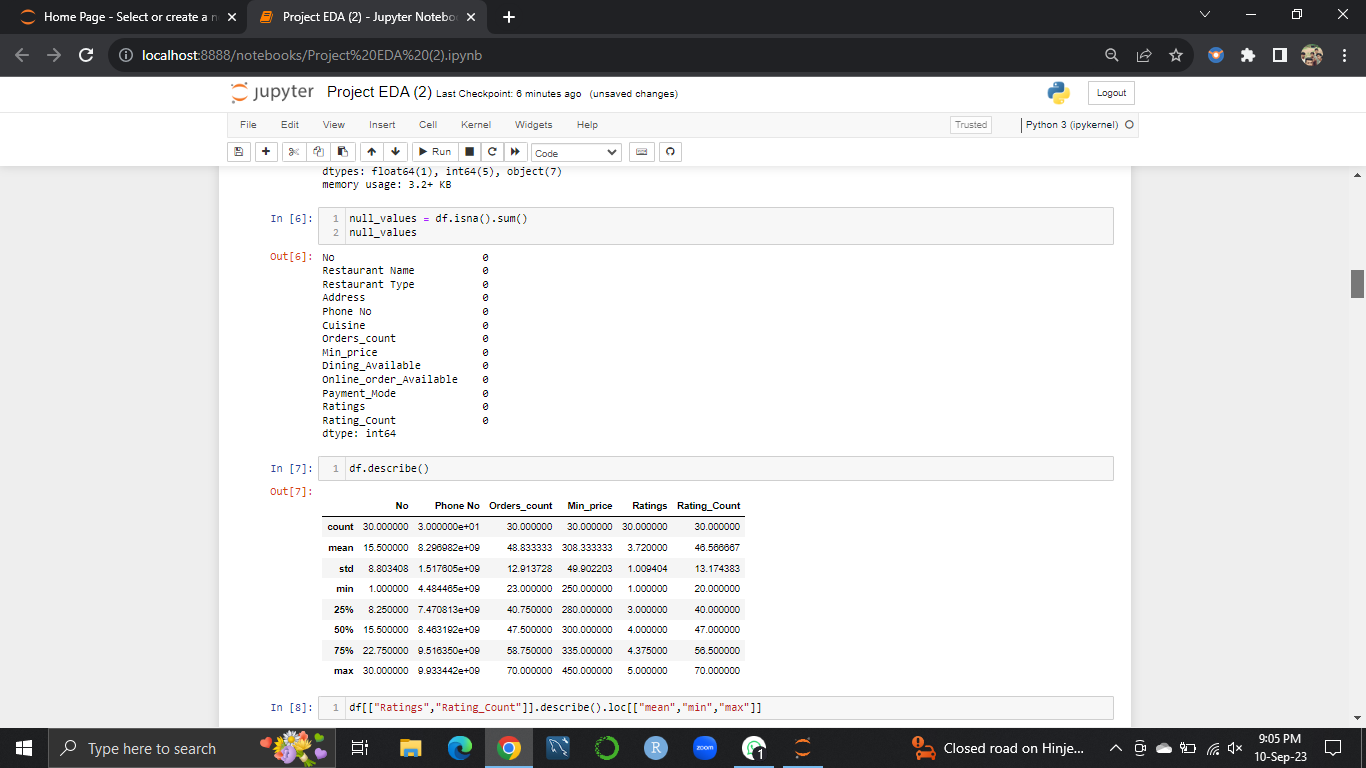 Home Page - Select or create a n
Project EDA (2) - Jupyter Notebo
localhost:8888/notebooks/Project%20EDA%20(2).ipynb
jupyter Project EDA (2) Last Checkpoint: 6 minutes ago (unsaved changes)
Logout
File Edit View Insert Cell Kernel Widgets Help
Trusted
Python 3 (ipykernel)
Run
Code
dtypes: float64(1), int64(5), object(7)
memory usage: 3.2+ KB
In [6]: 1 null_values = df.isna().sum()
2 null_values
Out[6]: No 0
Restaurant Name 0
Restaurant Type 0
Address 0
Phone No 0
Cuisine 0
Orders_count 0
Min_price 0
Dining_Available 0
Online_order_Available 0
Payment_Mode 0
Ratings 0
Rating_Count 0
dtype: int64
In [7]: 1 df.describe()
Out[7]:
No Phone No Orders_count Min_price Ratings Rating_Count
count 30.000000 3.000000e+01 30.000000 30.000000 30.000000 30.000000
mean 15.500000 8.296982e+09 48.833333 308.333333 3.720000 46.566667
std 8.803408 1.517605e+09 12.913728 49.902203 1.009404 13.174383
min 1.000000 4.484465e+09 23.000000 250.000000 1.000000 20.000000
25% 8.250000 7.470813e+09 40.750000 280.000000 3.000000 40.000000
50% 15.500000 8.463192e+09 47.500000 300.000000 4.000000 47.000000
75% 22.750000 9.516350e+09 58.750000 335.000000 4.375000 56.500000
max 30.000000 9.933442e+09 70.000000 450.000000 5.000000 70.000000
In [8]: 1 df[["Ratings","Rating_Count"]].describe().loc[["mean","min","max"]]
Type here to search
R
zoom
1
Closed road on Hinje...
9:05 PM
10-Sep-23